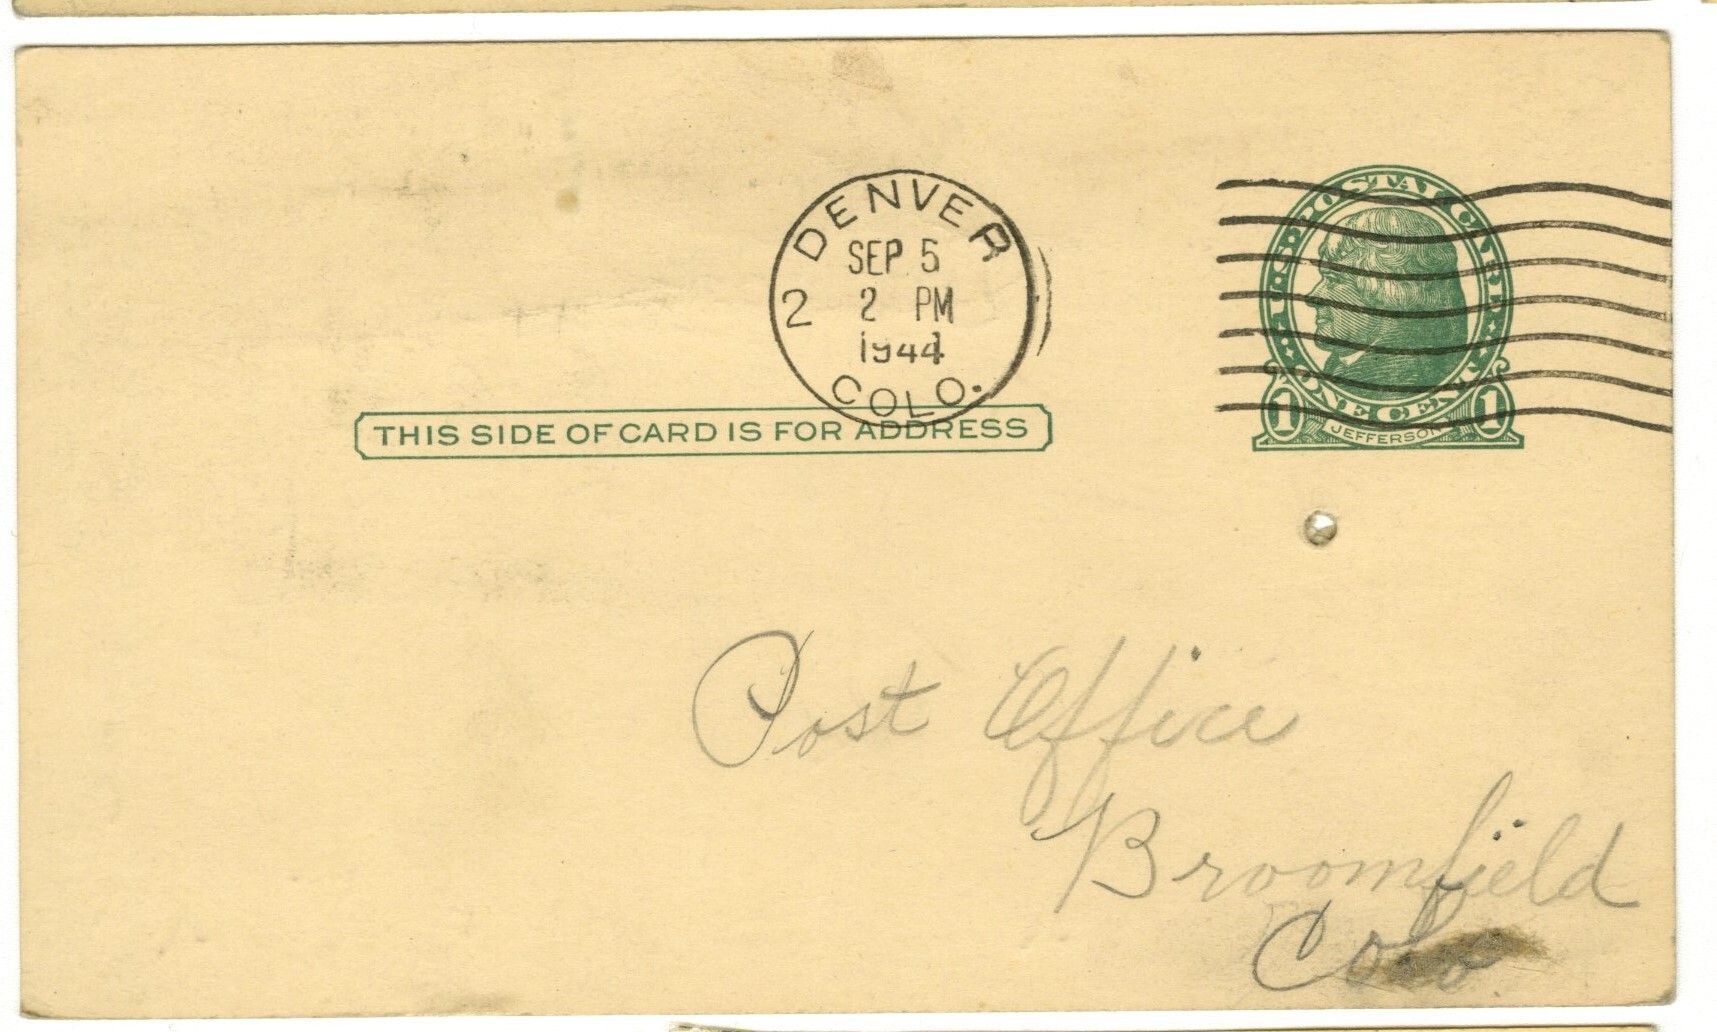 DENVER
SEP 5
2 2 PM
1944
COLO.
U.S. POSTAL CARD
ONE CENT
1 JEFFERSON 1
THIS SIDE OF CARD IS FOR ADDRESS
Post Office
Broomfield
Colo.